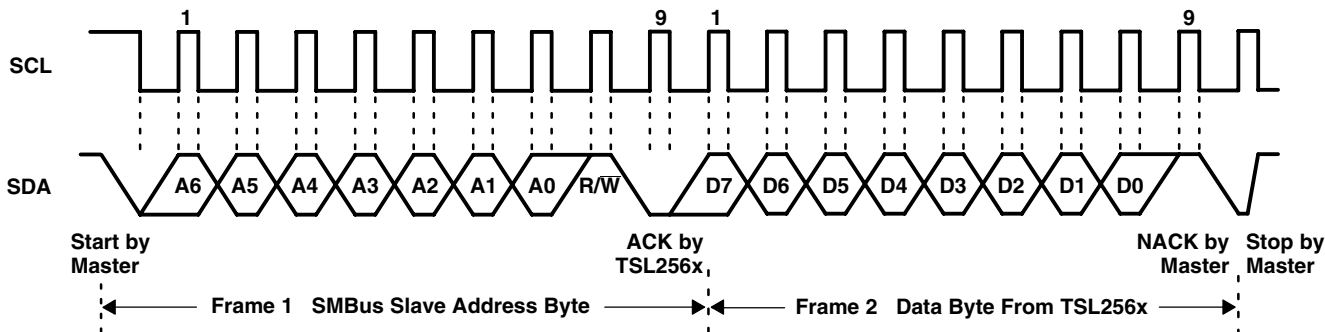 1 9 1 9
SCL
SDA A6 A5 A4 A3 A2 A1 A0 R/W̅ D7 D6 D5 D4 D3 D2 D1 D0
Start by Master
ACK by TSL256x
NACK by Master
Stop by Master
Frame 1 SMBus Slave Address Byte
Frame 2 Data Byte From TSL256x